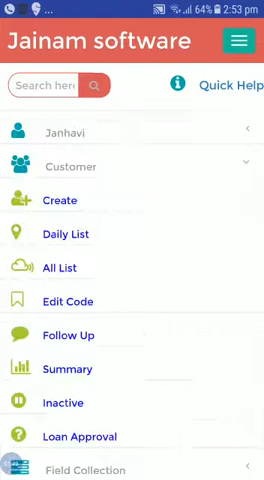 ... 64% 2:53 pm
Jainam software
Search here
Quick Help
Janhavi
Customer
Create
Daily List
All List
Edit Code
Follow Up
Summary
Inactive
Loan Approval
Field Collection